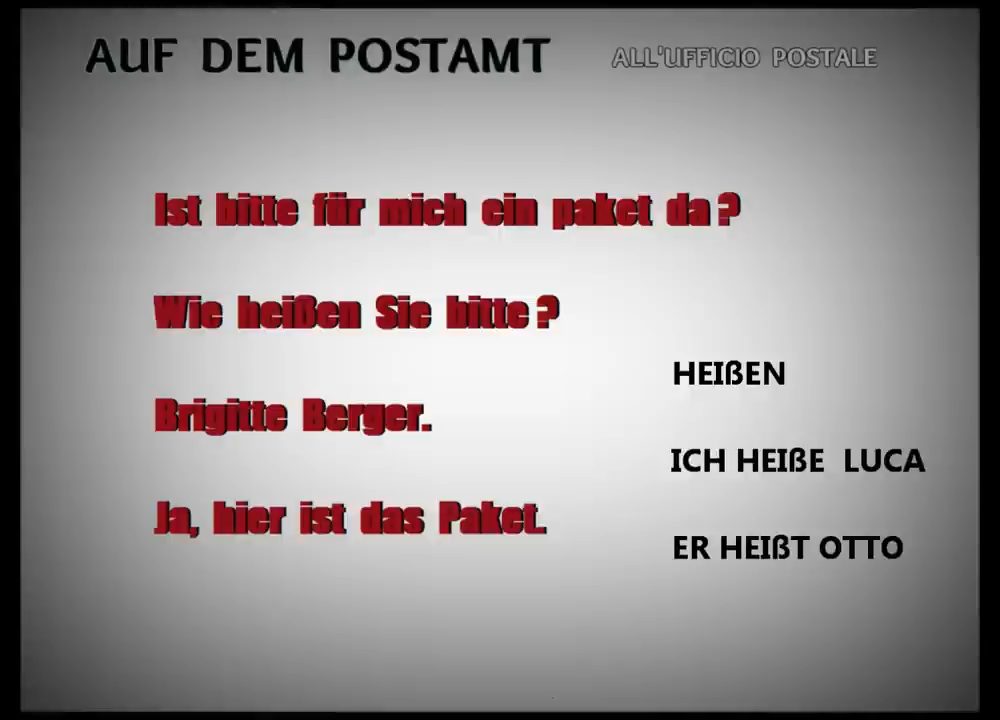 AUF DEM POSTAMT
ALL'UFFICIO POSTALE
Ist bitte für mich ein paket da ?
Wie heißen Sie bitte ?
Brigitte Berger.
Ja, hier ist das Paket.
HEIßEN
ICH HEIßE LUCA
ER HEIßT OTTO